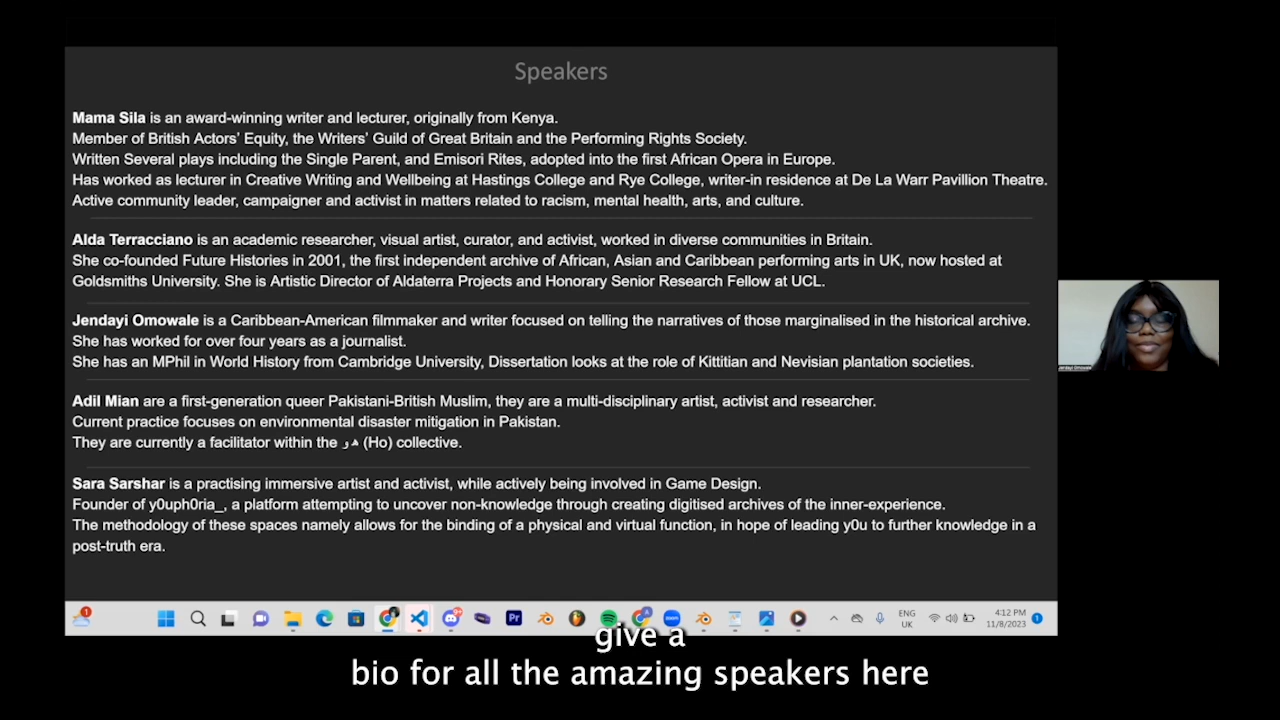 Speakers
Mama Sila is an award-winning writer and lecturer, originally from Kenya.
Member of British Actors' Equity, the Writers' Guild of Great Britain and the Performing Rights Society.
Written Several plays including the Single Parent, and Emisori Rites, adopted into the first African Opera in Europe.
Has worked as lecturer in Creative Writing and Wellbeing at Hastings College and Rye College, writer-in residence at De La Warr Pavillion Theatre.
Active community leader, campaigner and activist in matters related to racism, mental health, arts, and culture.
Alda Terracciano is an academic researcher, visual artist, curator, and activist, worked in diverse communities in Britain.
She co-founded Future Histories in 2001, the first independent archive of African, Asian and Caribbean performing arts in UK, now hosted at
Goldsmiths University. She is Artistic Director of Aldaterra Projects and Honorary Senior Research Fellow at UCL.
Jendayi Omowale is a Caribbean-American filmmaker and writer focused on telling the narratives of those marginalised in the historical archive.
She has worked for over four years as a journalist.
She has an MPhil in World History from Cambridge University, Dissertation looks at the role of Kittitian and Nevisian plantation societies.
Jendayi Omowale
Adil Mian are a first-generation queer Pakistani-British Muslim, they are a multi-disciplinary artist, activist and researcher.
Current practice focuses on environmental disaster mitigation in Pakistan.
They are currently a facilitator within the هو (Ho) collective.
Sara Sarshar is a practising immersive artist and activist, while actively being involved in Game Design.
Founder of y0uph0ria_, a platform attempting to uncover non-knowledge through creating digitised archives of the inner-experience.
The methodology of these spaces namely allows for the binding of a physical and virtual function, in hope of leading y0u to further knowledge in a
post-truth era.
1
Pr
zoom
ENG
UK
4:12 PM
11/8/2023
1
give a
bio for all the amazing speakers here